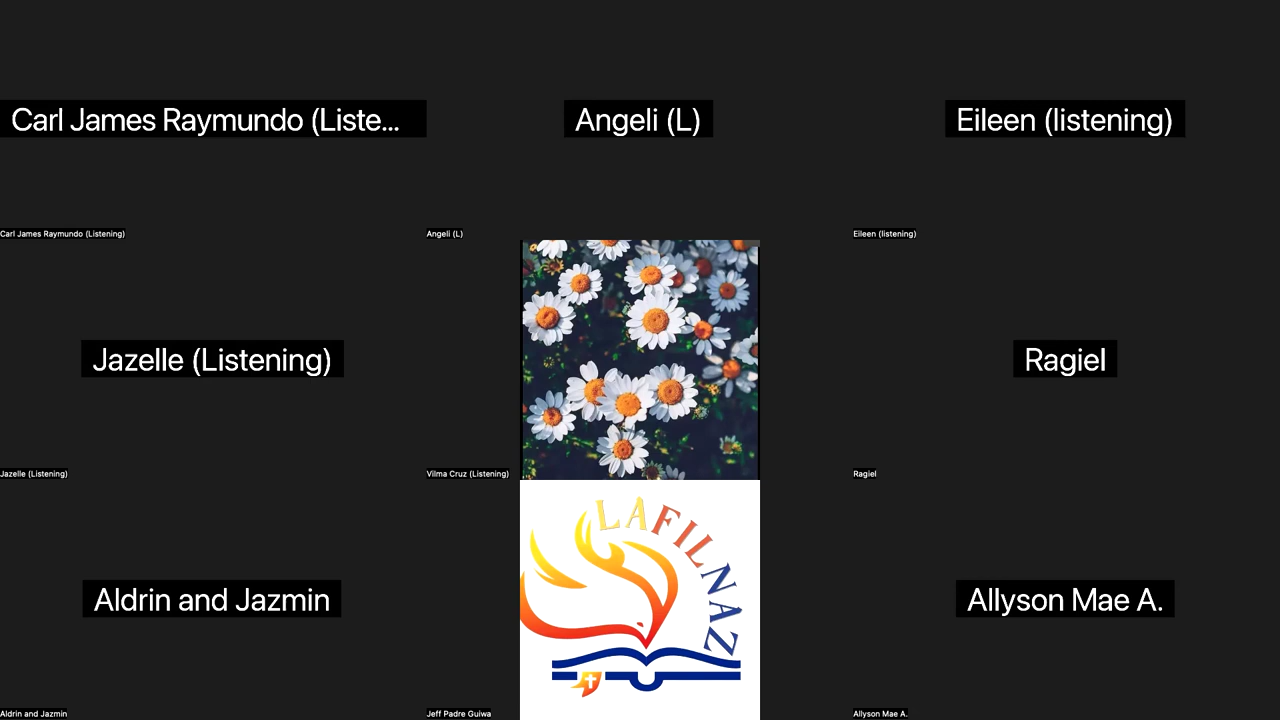 Carl James Raymundo (Liste...
Angeli (L)
Eileen (listening)
Carl James Raymundo (Listening)
Angeli (L)
Eileen (listening)
Jazelle (Listening)
Ragiel
Jazelle (Listening)
Vilma Cruz (Listening)
Ragiel
LAFILNAZ
Aldrin and Jazmin
Allyson Mae A.
Aldrin and Jazmin
Jeff Padre Guiwa
Allyson Mae A.